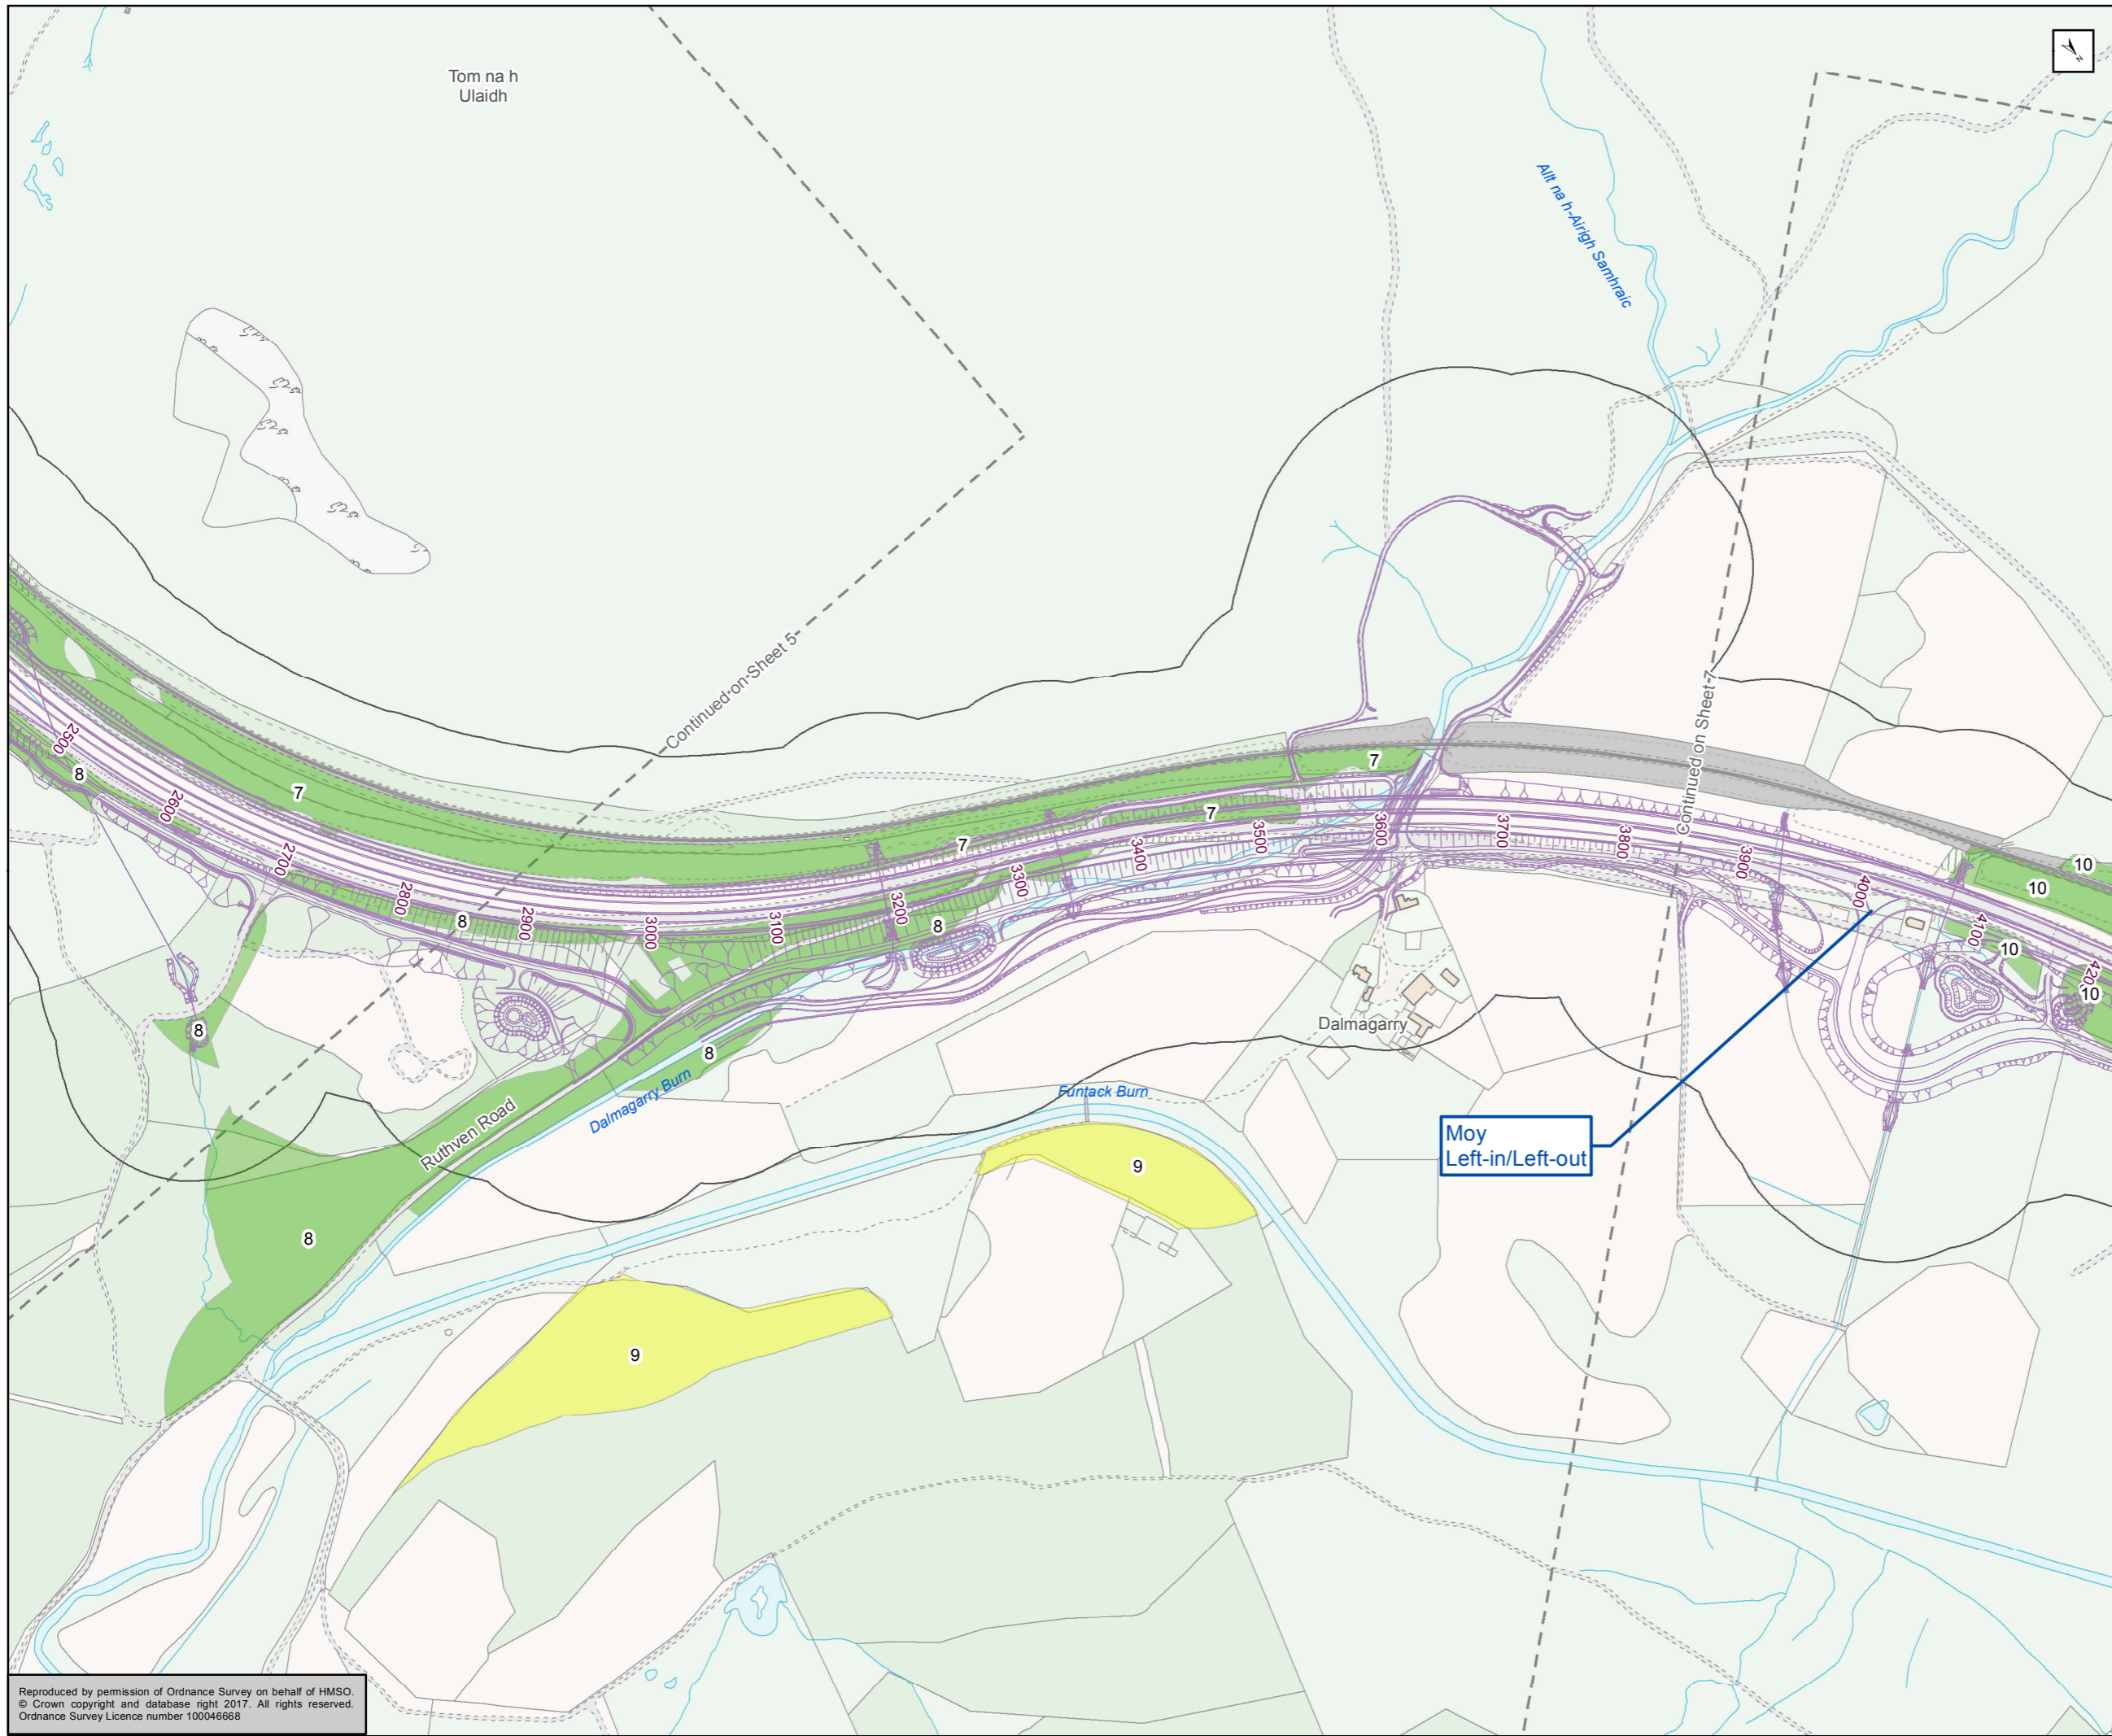 Tom na h
Ulaidh
N
Allt na h-Airigh Samhraic
Continued on Sheet 5
Continued on Sheet 7
2500
8
2600
7
2700
2800
8
2900
3000
3100
3200
8
7
3300
3400
7
3500
7
3600
3700
3800
3900
4000
10
10
4100
10
4200
10
8
8
Dalmagarry
Dalmagarry Burn
Funtack Burn
Ruthven Road
Moy
Left-in/Left-out
9
8
9
Reproduced by permission of Ordnance Survey on behalf of HMSO.
© Crown copyright and database right 2017. All rights reserved.
Ordnance Survey Licence number 100046668